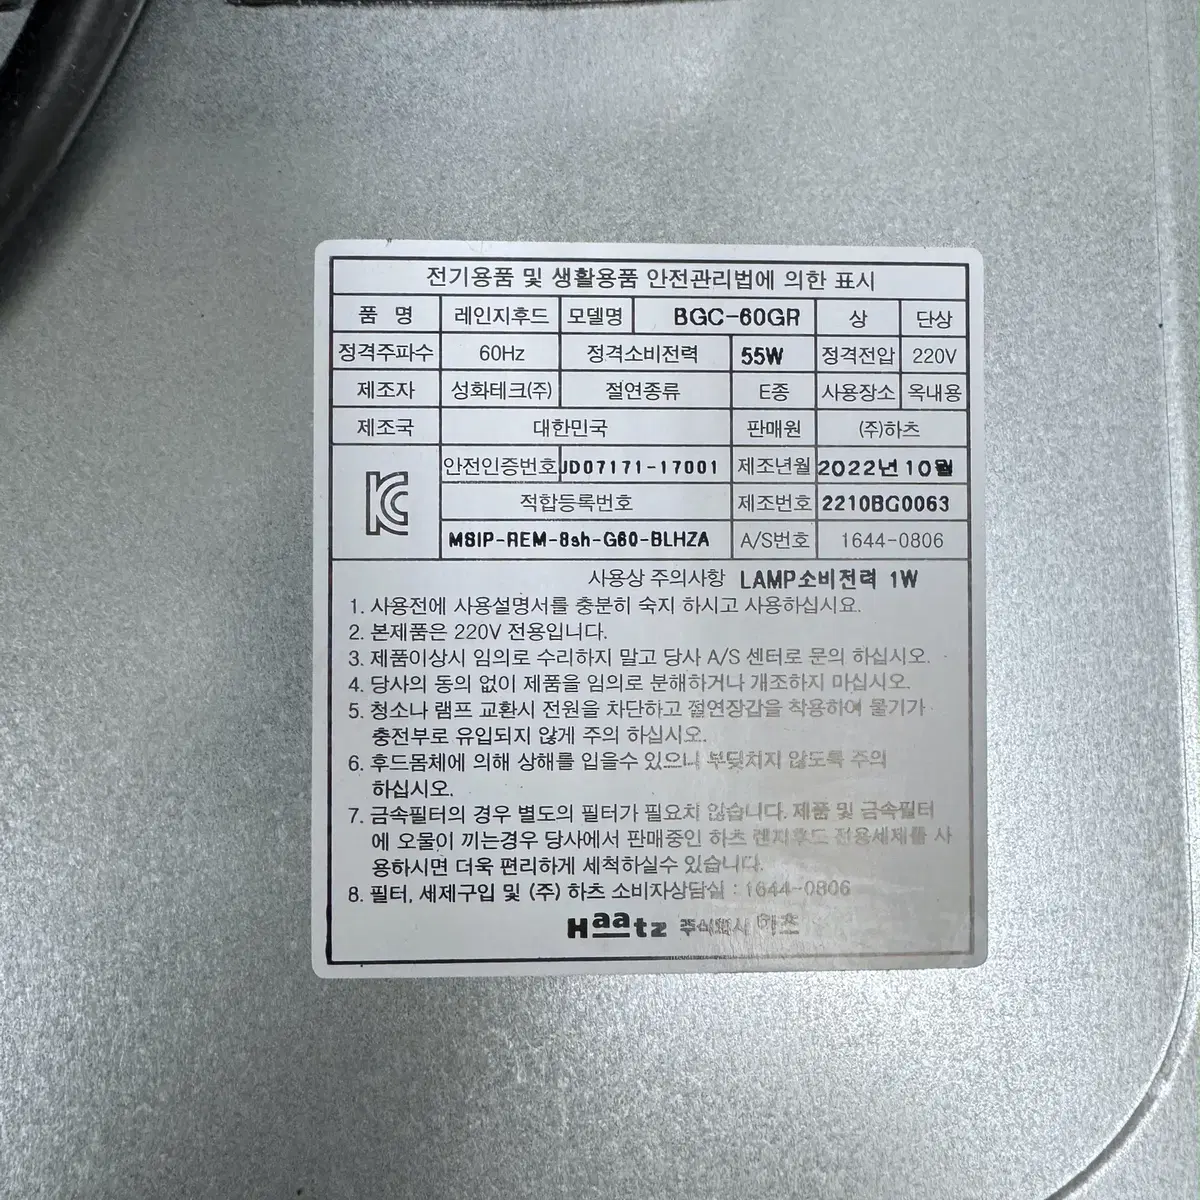 전기용품 및 생활용품 안전관리법에 의한 표시
품 명 레인지후드 모델명 BGC-60GR 상 단상
정격주파수 60Hz 정격소비전력 55W 정격전압 220V
제조자 성화테크(주) 절연종류 E종 사용장소 옥내용
제조국 대한민국 판매원 (주)하츠
안전인증번호 JD07171-17001 제조년월 2022년10월
적합등록번호 제조번호 2210BG0063
MSIP-REM-8sh-G60-BLHZA A/S번호 1644-0806
사용상 주의사항 LAMP소비전력 1W
1. 사용전에 사용설명서를 충분히 숙지 하시고 사용하십시요.
2. 본제품은 220V 전용입니다.
3. 제품이상시 임의로 수리하지 말고 당사 A/S 센터로 문의 하십시오.
4. 당사의 동의 없이 제품을 임의로 분해하거나 개조하지 마십시오.
5. 청소나 램프 교환시 전원을 차단하고 절연장갑을 착용하여 물기가
충전부로 유입되지 않게 주의 하십시오.
6. 후드몸체에 의해 상해를 입을수 있으니 부딪치지 않도록 주의
하십시오.
7. 금속필터의 경우 별도의 필터가 필요치 않습니다. 제품 및 금속필터
에 오물이 끼는경우 당사에서 판매중인 하츠 렌지후드 전용세제를 사
용하시면 더욱 편리하게 세척하실수 있습니다.
8. 필터, 세제구입 및 (주) 하츠 소비자상담실 : 1644-0806
Haatz 주식회사 하츠